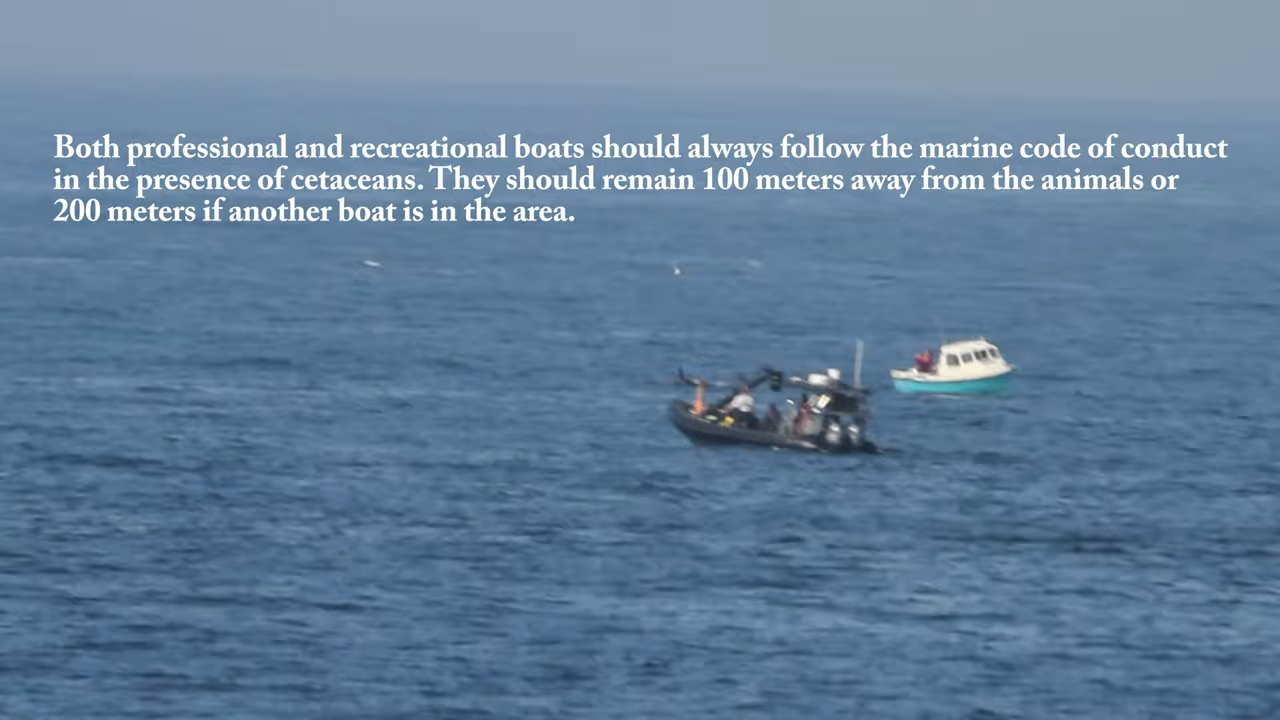 Both professional and recreational boats should always follow the marine code of conduct
in the presence of cetaceans. They should remain 100 meters away from the animals or
200 meters if another boat is in the area.